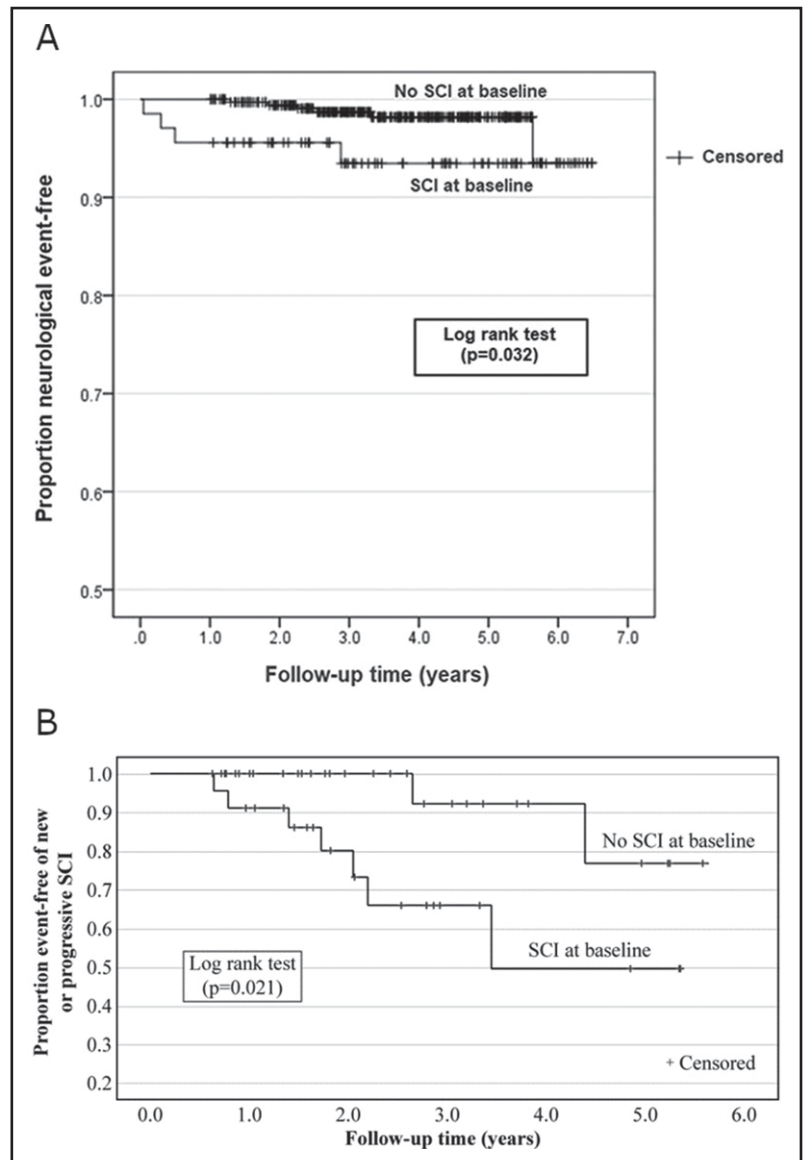 A
No SCI at baseline
Censored
SCI at baseline
Log rank test
(p=0.032)
Proportion neurological event-free
1.0
0.9
0.8
0.7
0.6
0.5
.0 1.0 2.0 3.0 4.0 5.0 6.0 7.0
Follow-up time (years)
B
Proportion event-free of new
or progressive SCI
1.0
0.9
0.8
0.7
0.6
0.5
0.4
0.3
0.2
No SCI at baseline
SCI at baseline
Log rank test
(p=0.021)
+ Censored
0.0 1.0 2.0 3.0 4.0 5.0 6.0
Follow-up time (years)